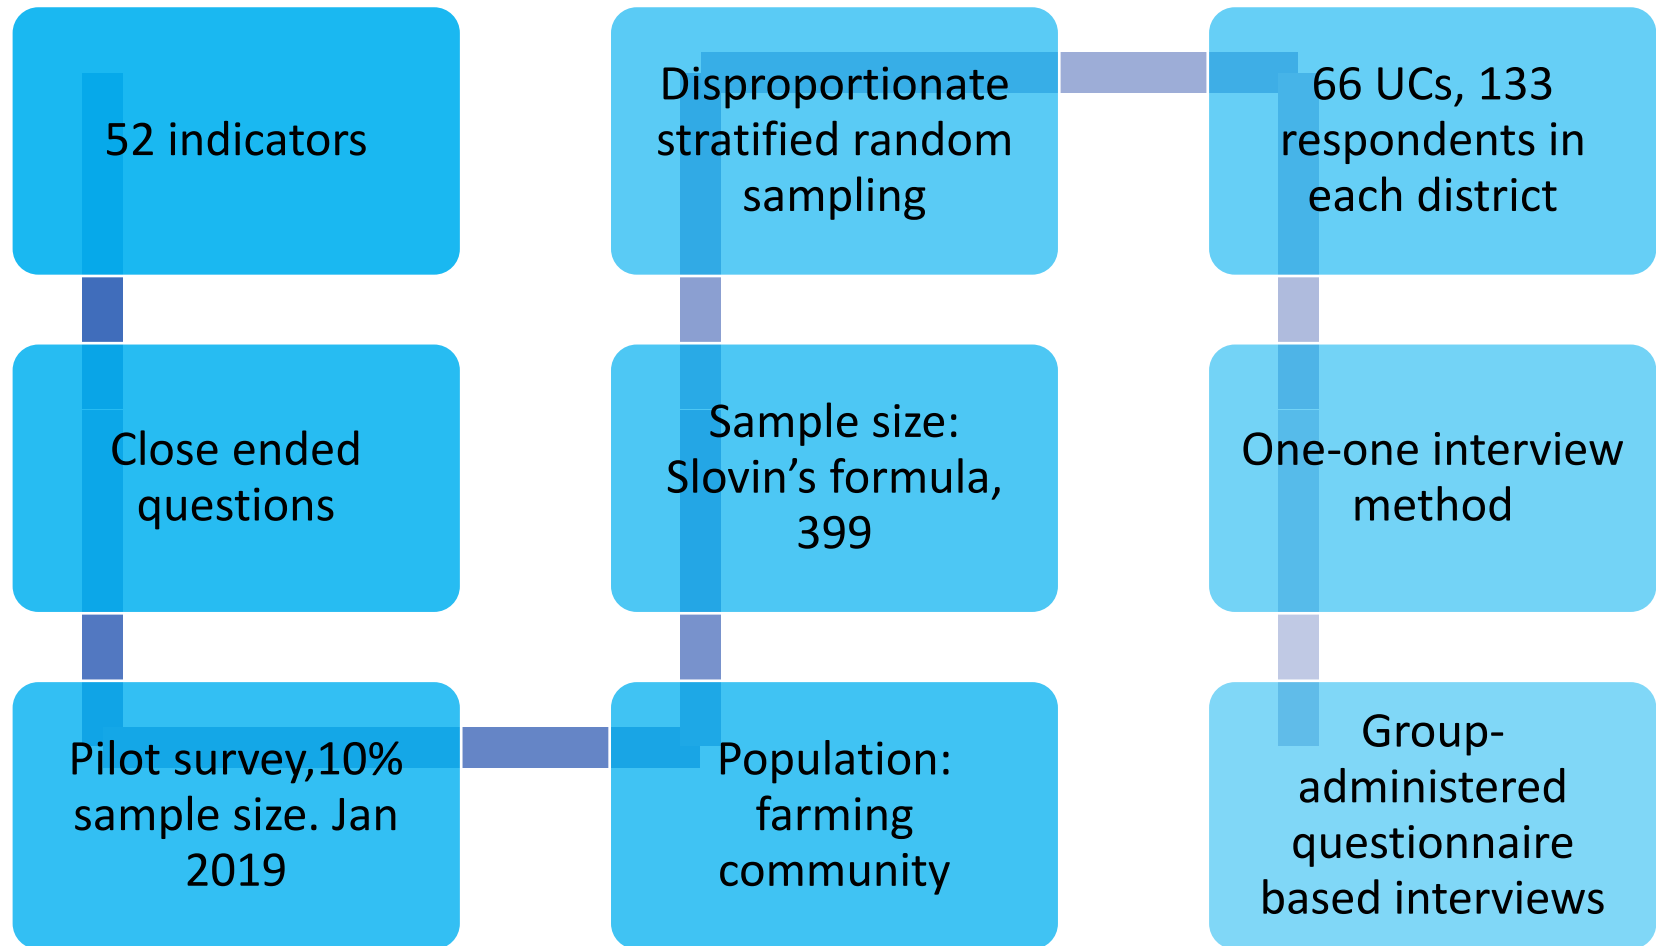 52 indicators
Close ended
questions
Pilot survey,10%
sample size. Jan
2019
Population:
farming
community
Sample size:
Slovin’s formula,
399
Disproportionate
stratified random
sampling
66 UCs, 133
respondents in
each district
One-one interview
method
Group-
administered
questionnaire
based interviews